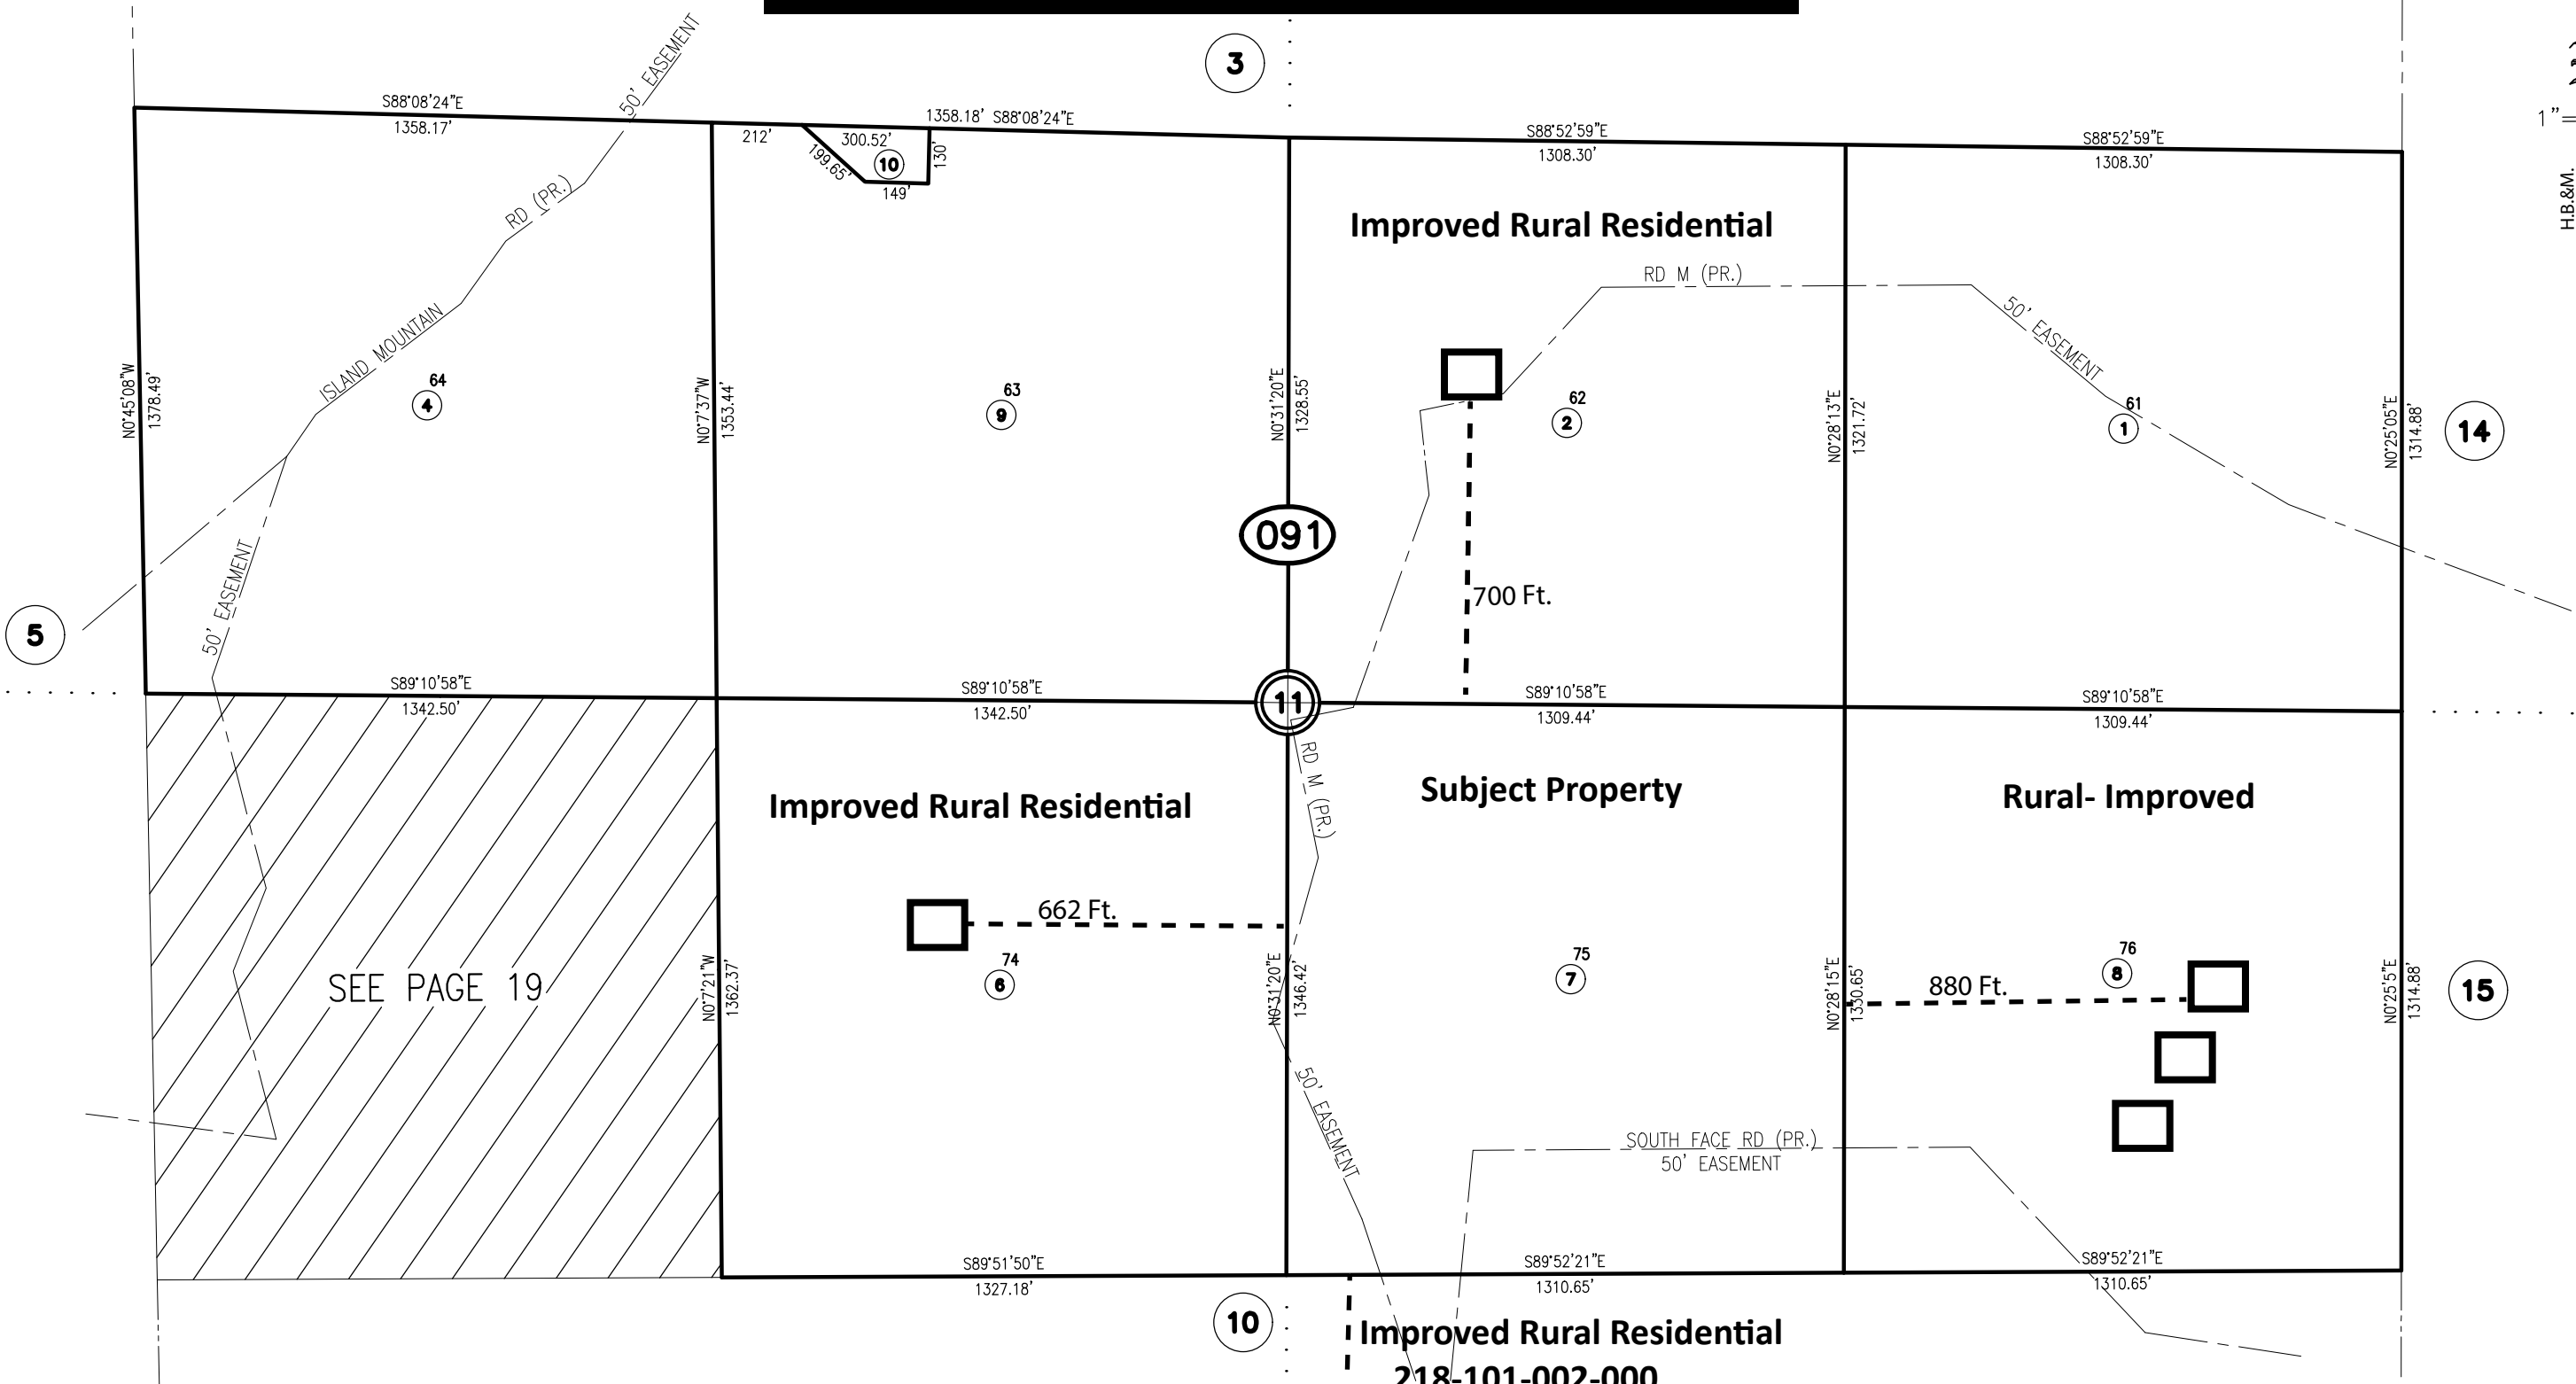 3
50' EASEMENT
1"=
H.B.&M.
S88°08'24"E
1358.17'
212'
300.52'
10
199.65'
149'
130'
1358.18' S88°08'24"E
S88°52'59"E
1308.30'
S88°52'59"E
1308.30'
RD (PR.)
ISLAND MOUNTAIN
Improved Rural Residential
RD M (PR.)
50' EASEMENT
N0°45'08"W
1378.49'
64
4
N0°7'37"W
1353.44'
63
9
N0°31'20"E
1328.55'
62
2
N0°28'13"E
1321.72'
61
1
N0°25'05"E
1314.88'
14
091
700 Ft.
50' EASEMENT
5
S89°10'58"E
1342.50'
S89°10'58"E
1342.50'
11
S89°10'58"E
1309.44'
S89°10'58"E
1309.44'
RD M (PR.)
Improved Rural Residential
Subject Property
Rural- Improved
662 Ft.
SEE PAGE 19
N0°7'21"W
1362.37'
74
6
N0°31'20"E
1346.42'
75
7
N0°28'15"E
1330.65'
880 Ft.
76
8
N0°25'5"E
1314.88'
15
50' EASEMENT
SOUTH FACE RD (PR.)
50' EASEMENT
S89°51'50"E
1327.18'
S89°52'21"E
1310.65'
S89°52'21"E
1310.65'
10
Improved Rural Residential
218-101-002-000